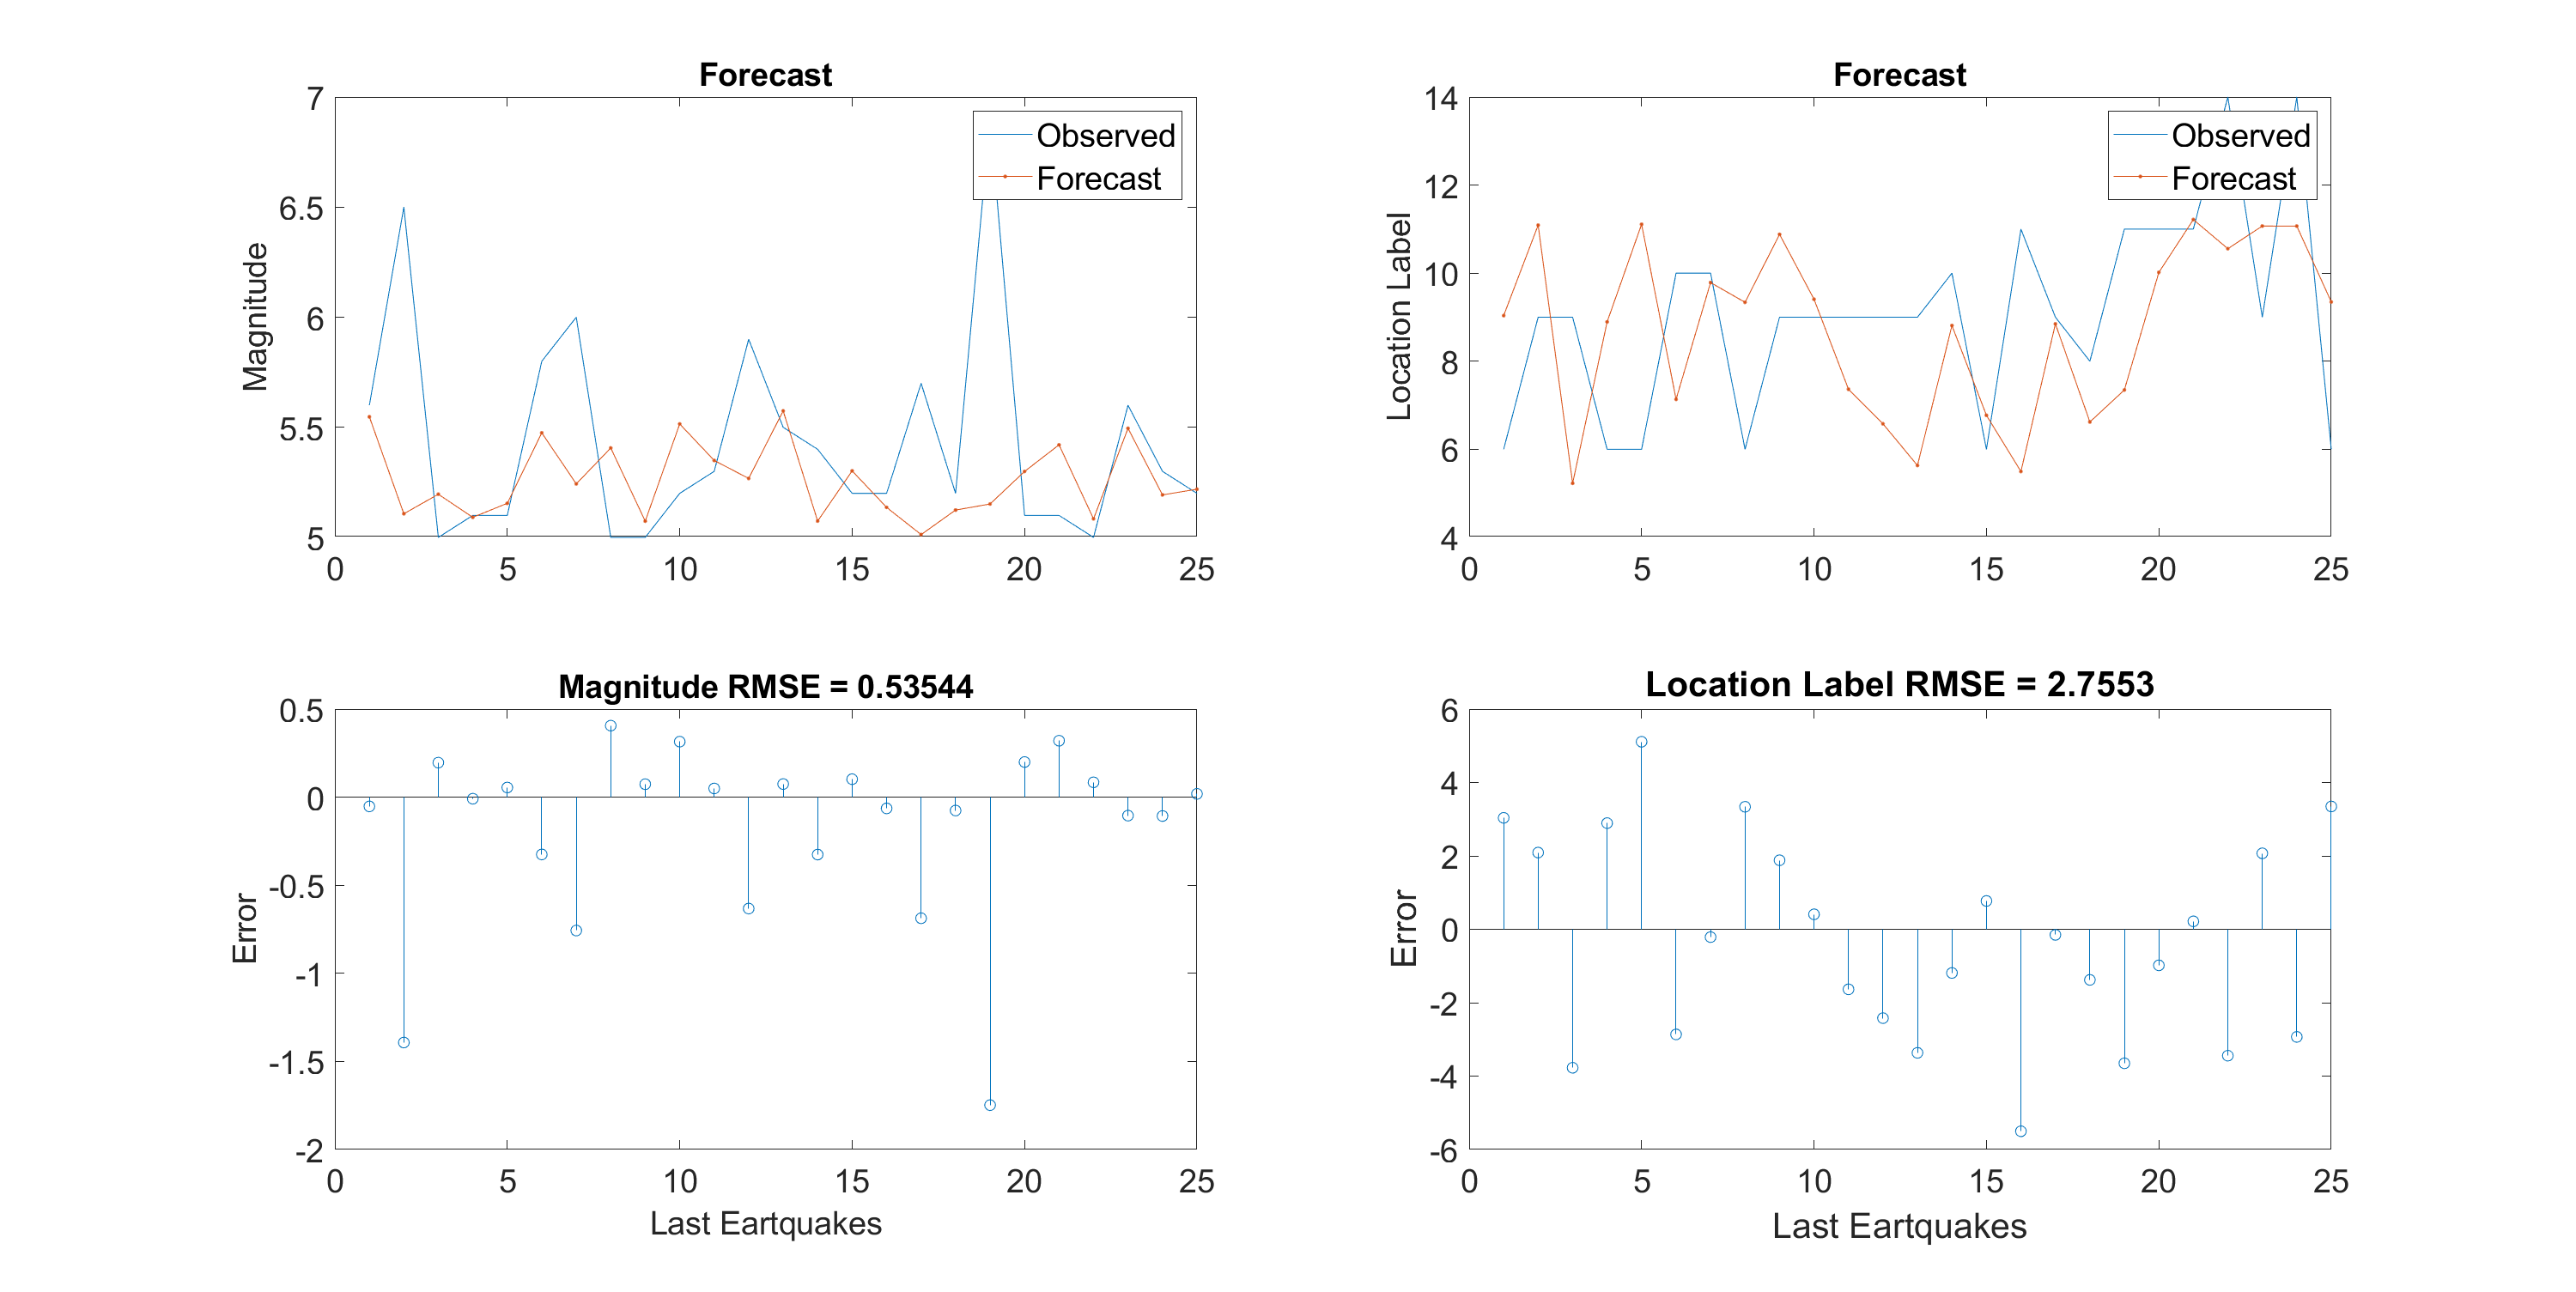 Forecast
7
6.5
6
5.5
5
Magnitude
Observed
Forecast
0 5 10 15 20 25
Forecast
14
12
10
8
6
4
Location Label
Observed
Forecast
0 5 10 15 20 25
Magnitude RMSE = 0.53544
0.5
0
-0.5
-1
-1.5
-2
Error
0 5 10 15 20 25
Last Eartquakes
Location Label RMSE = 2.7553
6
4
2
0
-2
-4
-6
Error
0 5 10 15 20 25
Last Eartquakes